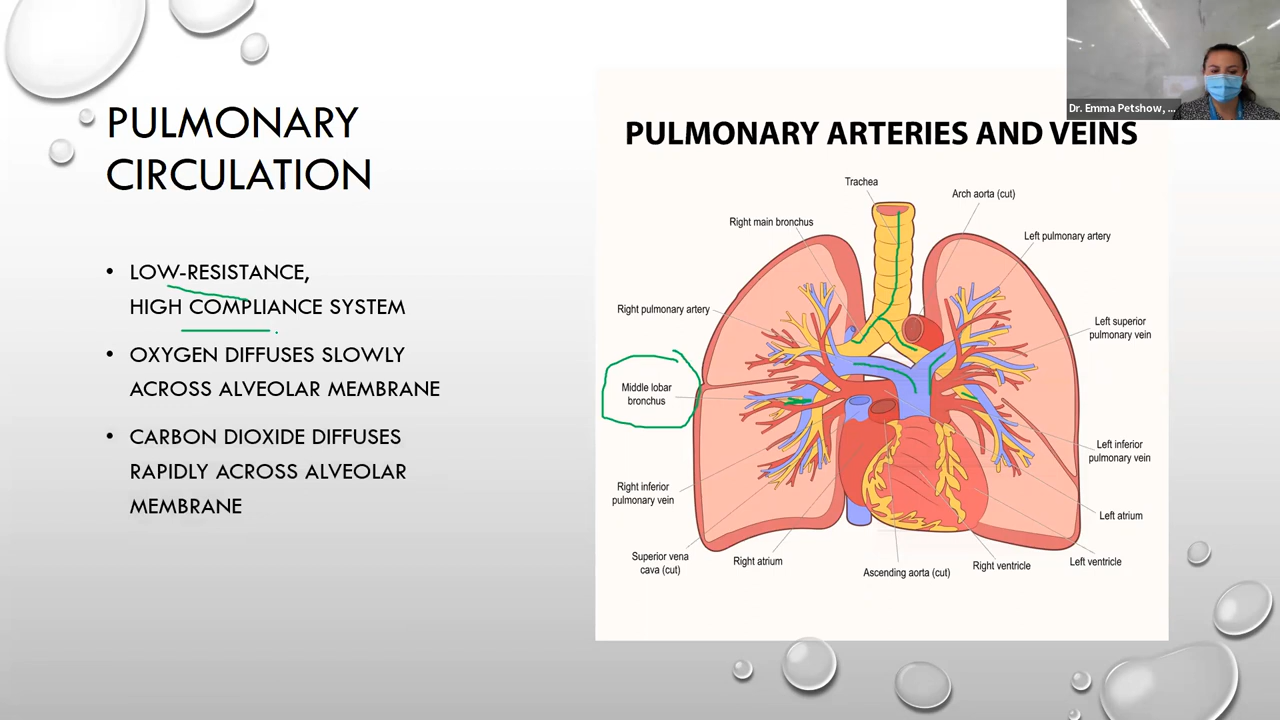 Dr. Emma Petshow, ...
PULMONARY
CIRCULATION
• LOW-RESISTANCE,
HIGH COMPLIANCE SYSTEM
• OXYGEN DIFFUSES SLOWLY
ACROSS ALVEOLAR MEMBRANE
• CARBON DIOXIDE DIFFUSES
RAPIDLY ACROSS ALVEOLAR
MEMBRANE
PULMONARY ARTERIES AND VEINS
Trachea
Arch aorta (cut)
Right main bronchus
Left pulmonary artery
Right pulmonary artery
Left superior
pulmonary vein
Middle lobar
bronchus
Left inferior
pulmonary vein
Right inferior
pulmonary vein
Left atrium
Superior vena
cava (cut)
Right atrium
Ascending aorta (cut)
Right ventricle
Left ventricle